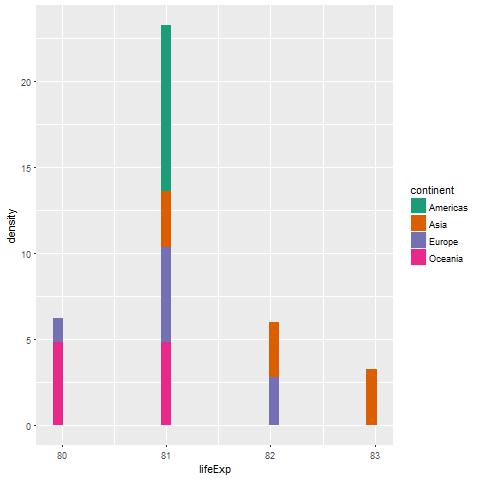 20
15
10
5
0
density
80 81 82 83
lifeExp
continent
Americas
Asia
Europe
Oceania